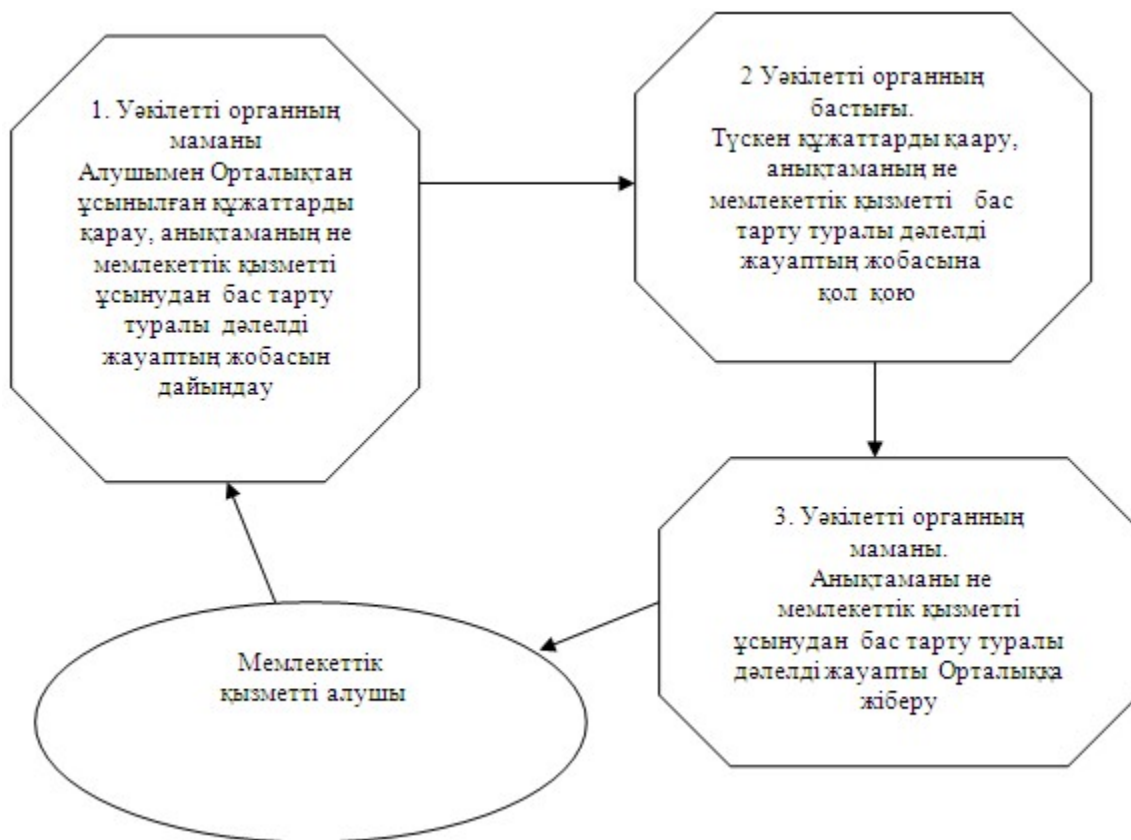 1. Уәкілетті органның
маманы
Алушымен Орталықтан
ұсынылған құжаттарды
қарау, анықтаманың не
мемлекеттік қызметті
ұсынудан бас тарту
туралы дәлелді
жауаптың жобасын
дайындау
2 Уәкілетті органның
бастығы.
Түскен құжаттарды қаару,
анықтаманың не
мемлекеттік қызметті бас
тарту туралы дәлелді
жауаптың жобасына
қол қою
3. Уәкілетті органның
маманы.
Анықтаманы не
мемлекеттік қызметті
ұсынудан бас тарту туралы
дәлелді жауапты Орталыққа
жіберу
Мемлекеттік
қызметті алушы